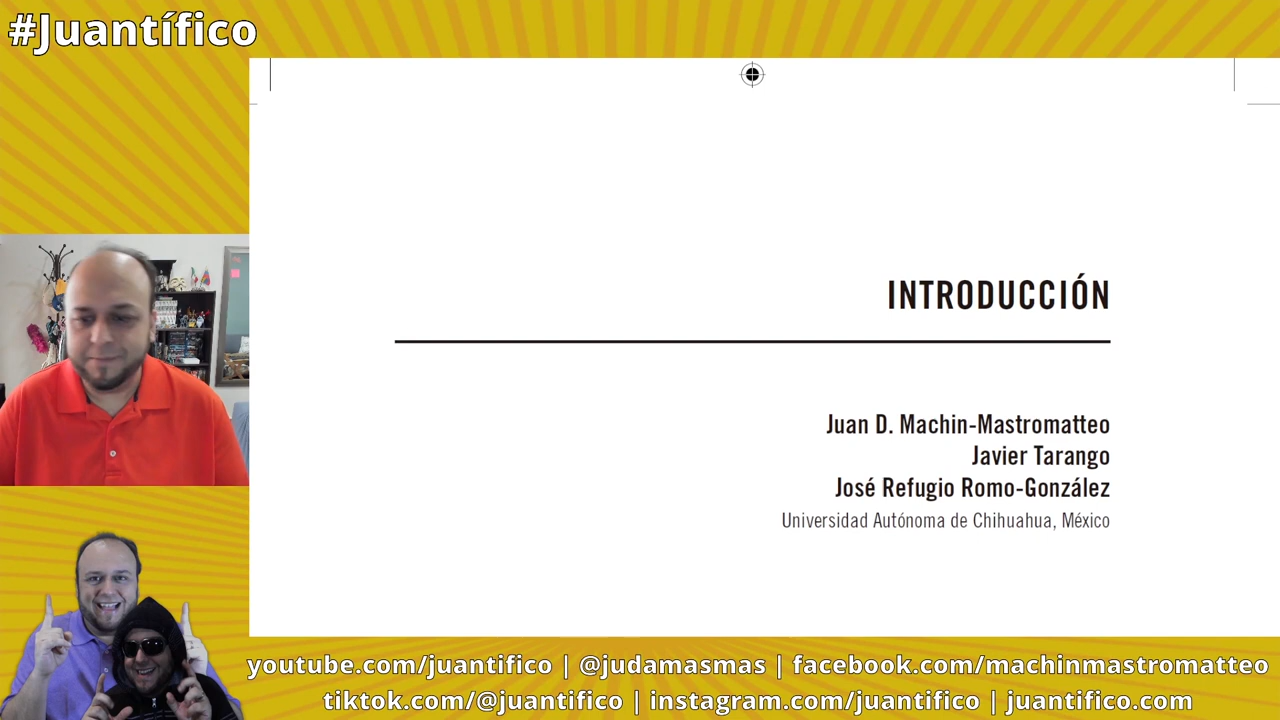 #Juantífico
INTRODUCCIÓN
Juan D. Machin-Mastromatteo
Javier Tarango
José Refugio Romo-González
Universidad Autónoma de Chihuahua, México
youtube.com/juantifico | @judamasmas | facebook.com/machinmastromatteo
tiktok.com/@juantifico | instagram.com/juantifico | juantifico.com